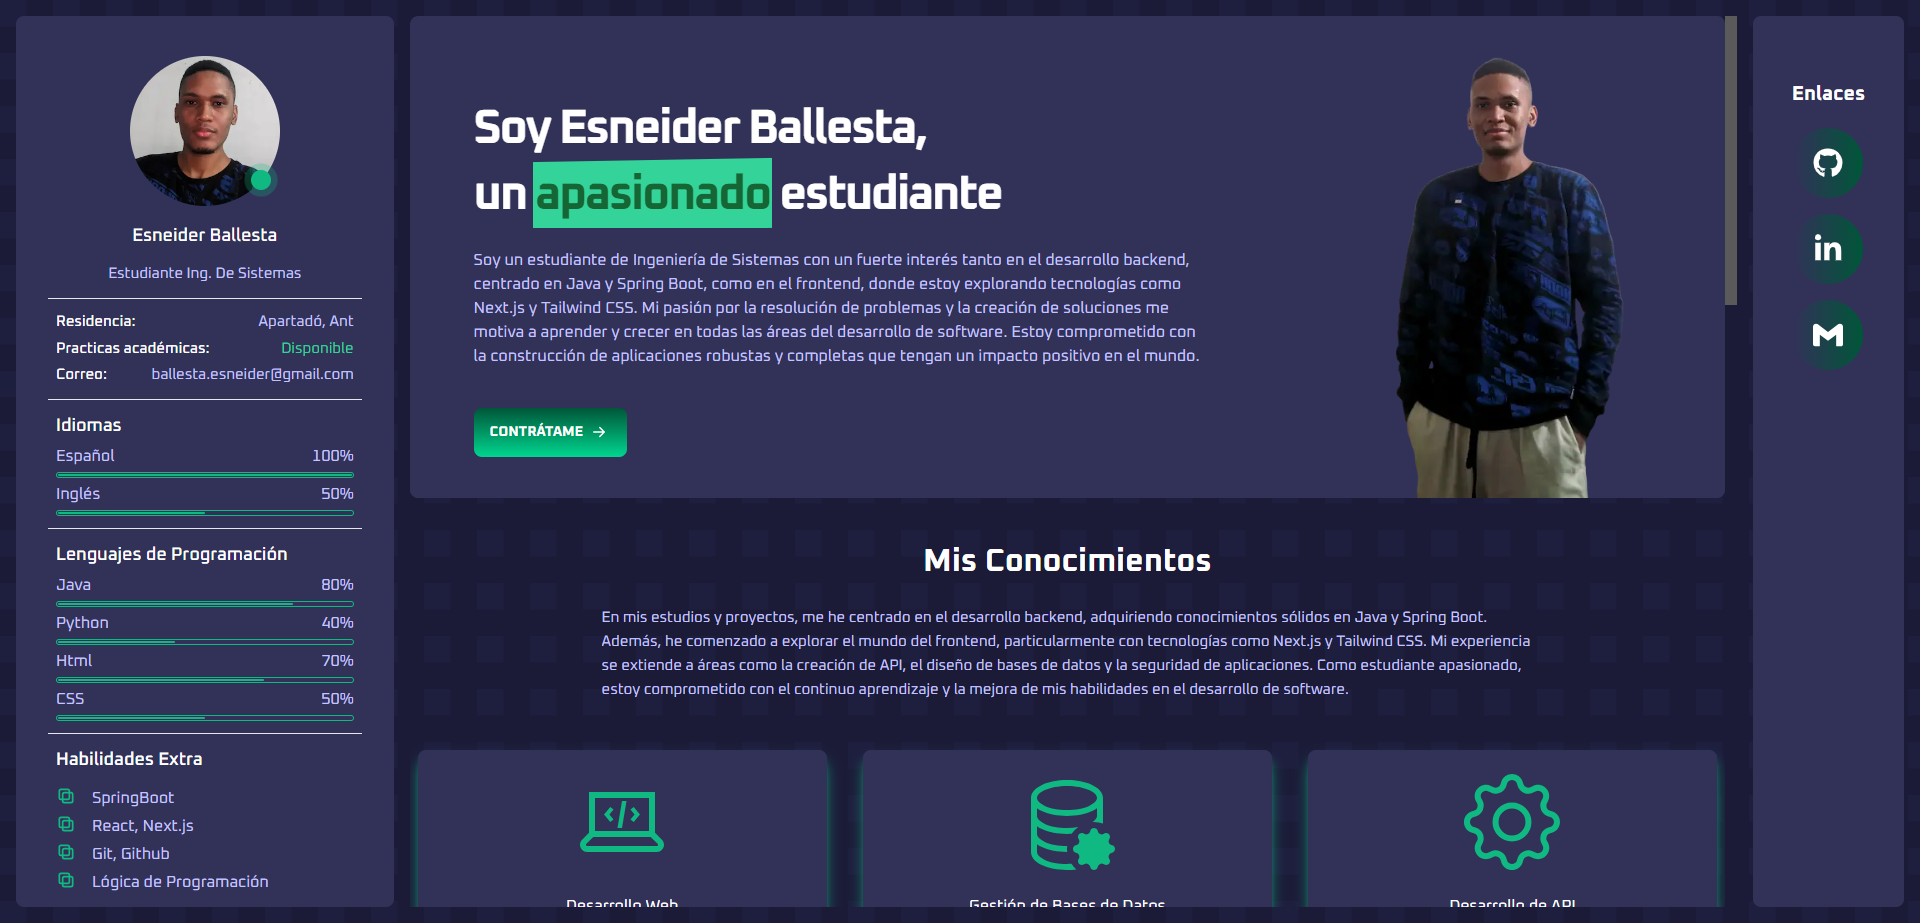 Esneider Ballesta
Estudiante Ing. De Sistemas
Residencia: Apartadó, Ant
Practicas académicas: Disponible
Correo: ballesta.esneider@gmail.com
Idiomas
Español 100%
Inglés 50%
Lenguajes de Programación
Java 80%
Python 40%
Html 70%
CSS 50%
Habilidades Extra
SpringBoot
React, Next.js
Git, Github
Lógica de Programación
Soy Esneider Ballesta,
un apasionado estudiante
Soy un estudiante de Ingeniería de Sistemas con un fuerte interés tanto en el desarrollo backend,
centrado en Java y Spring Boot, como en el frontend, donde estoy explorando tecnologías como
Next.js y Tailwind CSS. Mi pasión por la resolución de problemas y la creación de soluciones me
motiva a aprender y crecer en todas las áreas del desarrollo de software. Estoy comprometido con
la construcción de aplicaciones robustas y completas que tengan un impacto positivo en el mundo.
CONTRÁTAME
Mis Conocimientos
En mis estudios y proyectos, me he centrado en el desarrollo backend, adquiriendo conocimientos sólidos en Java y Spring Boot.
Además, he comenzado a explorar el mundo del frontend, particularmente con tecnologías como Next.js y Tailwind CSS. Mi experiencia
se extiende a áreas como la creación de API, el diseño de bases de datos y la seguridad de aplicaciones. Como estudiante apasionado,
estoy comprometido con el continuo aprendizaje y la mejora de mis habilidades en el desarrollo de software.
Desarrollo Web
Gestión de Bases de Datos
Desarrollo de API
Enlaces
in